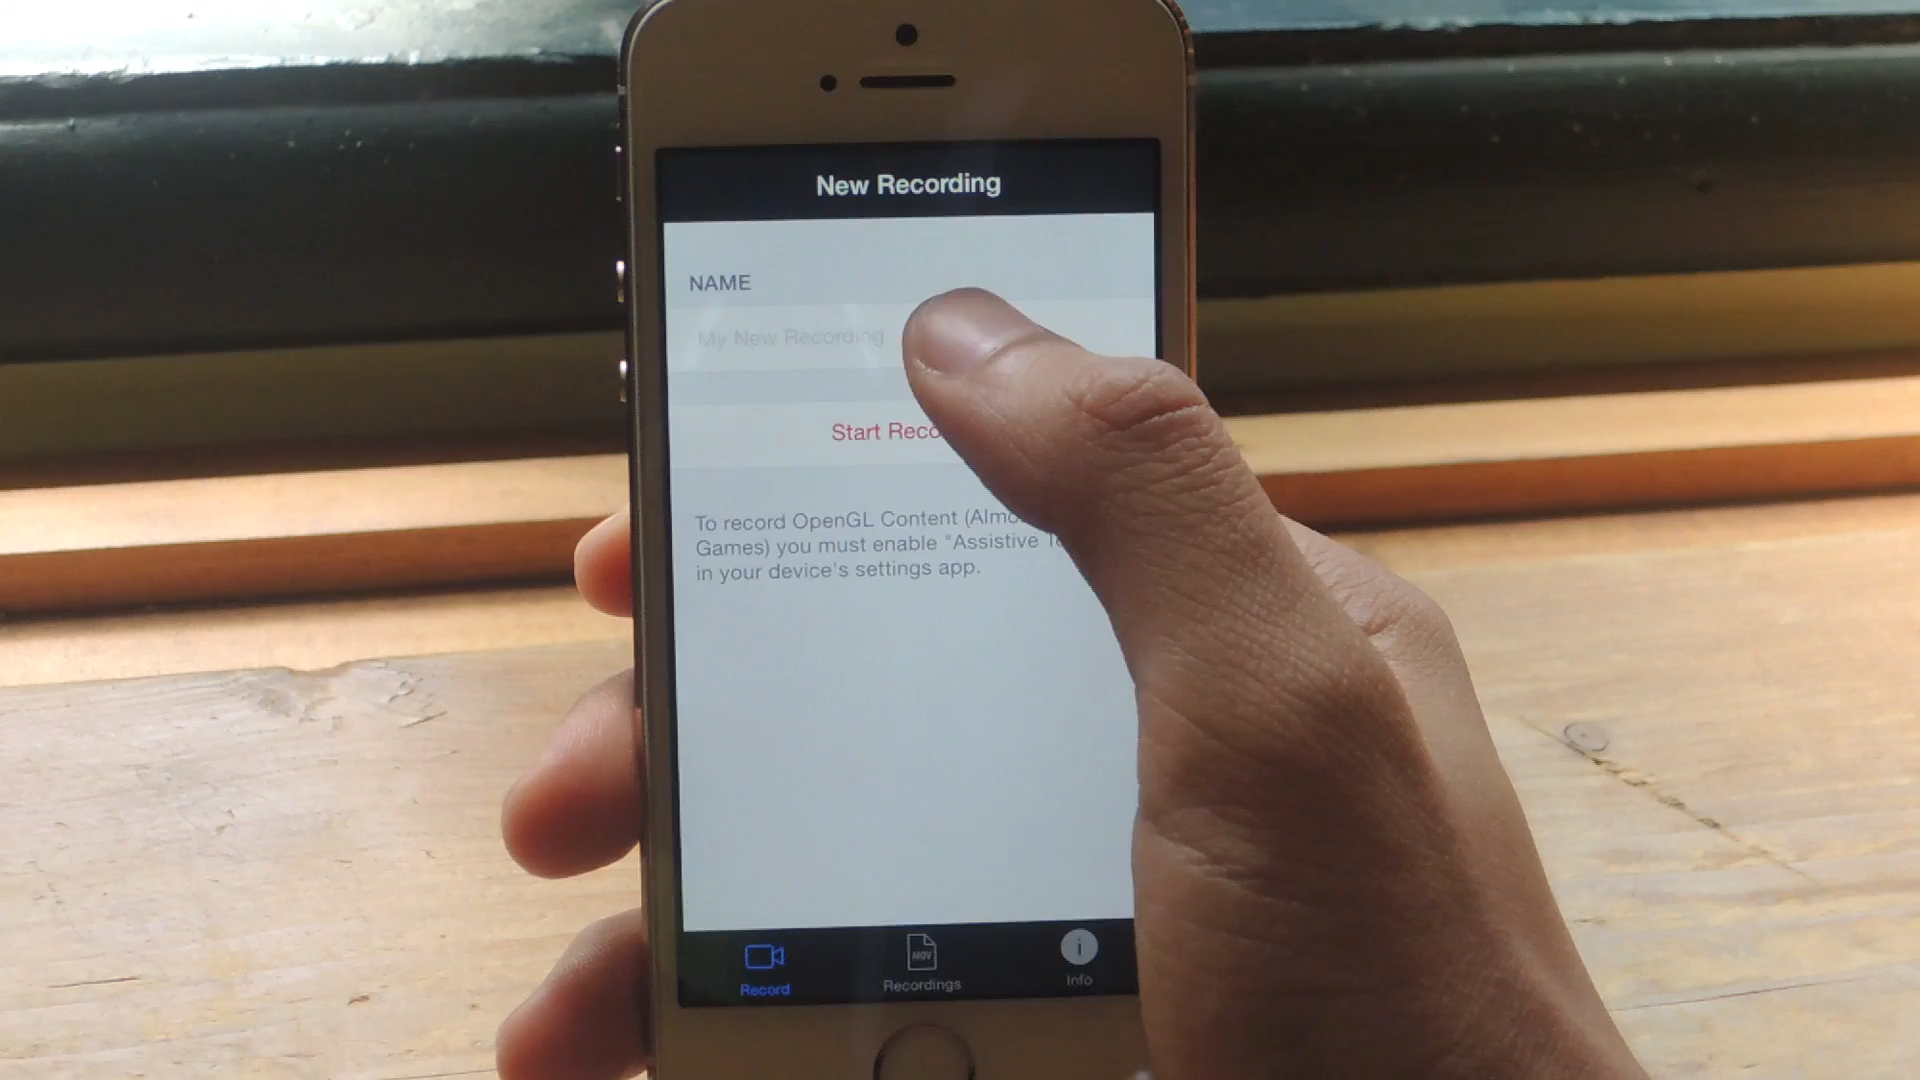 New Recording
NAME
My New Recording
Start Reco
To record OpenGL Content (Almo
Games) you must enable "Assistive
in your device's settings app.
MOV
Record
Recordings
Info